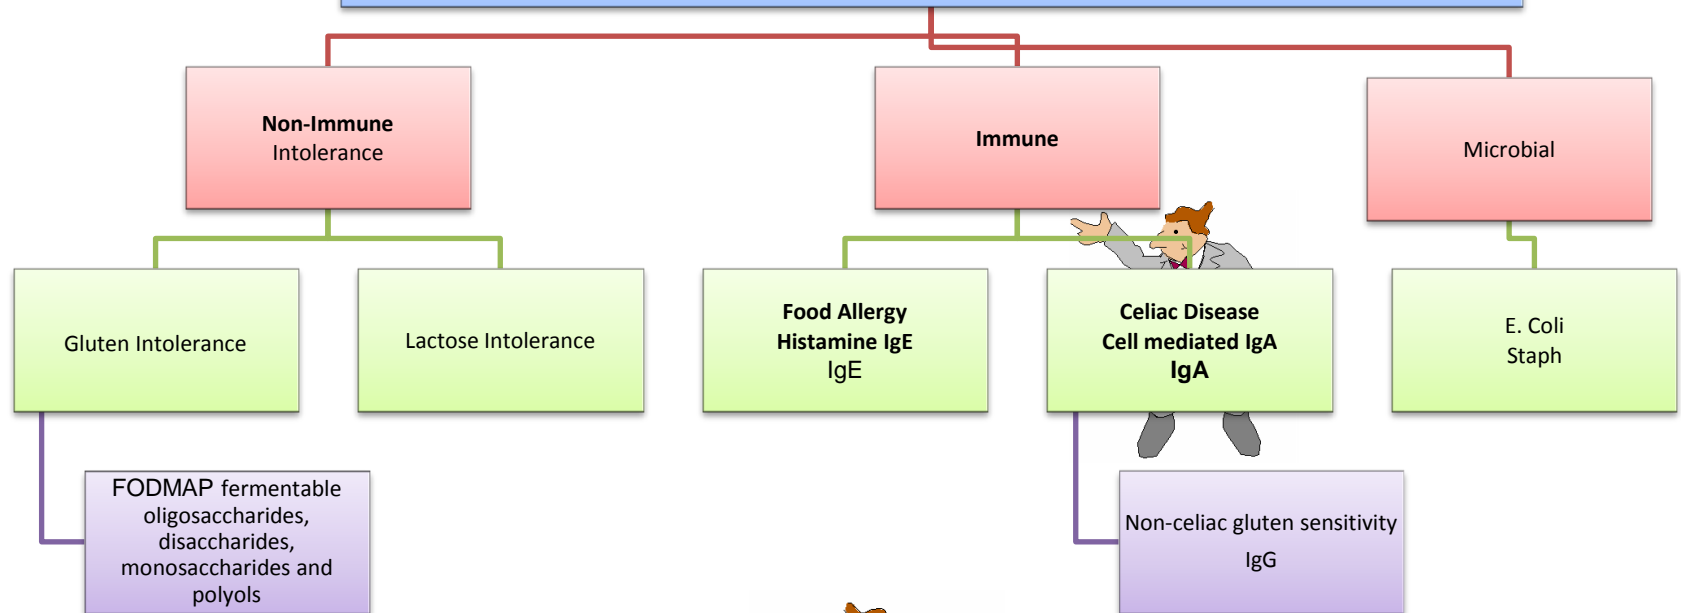 Non-Immune
Intolerance
Immune
Microbial
Gluten Intolerance
Lactose Intolerance
Food Allergy
Histamine IgE
IgE
Celiac Disease
Cell mediated IgA
IgA
E. Coli
Staph
FODMAP fermentable
oligosaccharides,
disaccharides,
monosaccharides and
polyols
Non-celiac gluten sensitivity
IgG